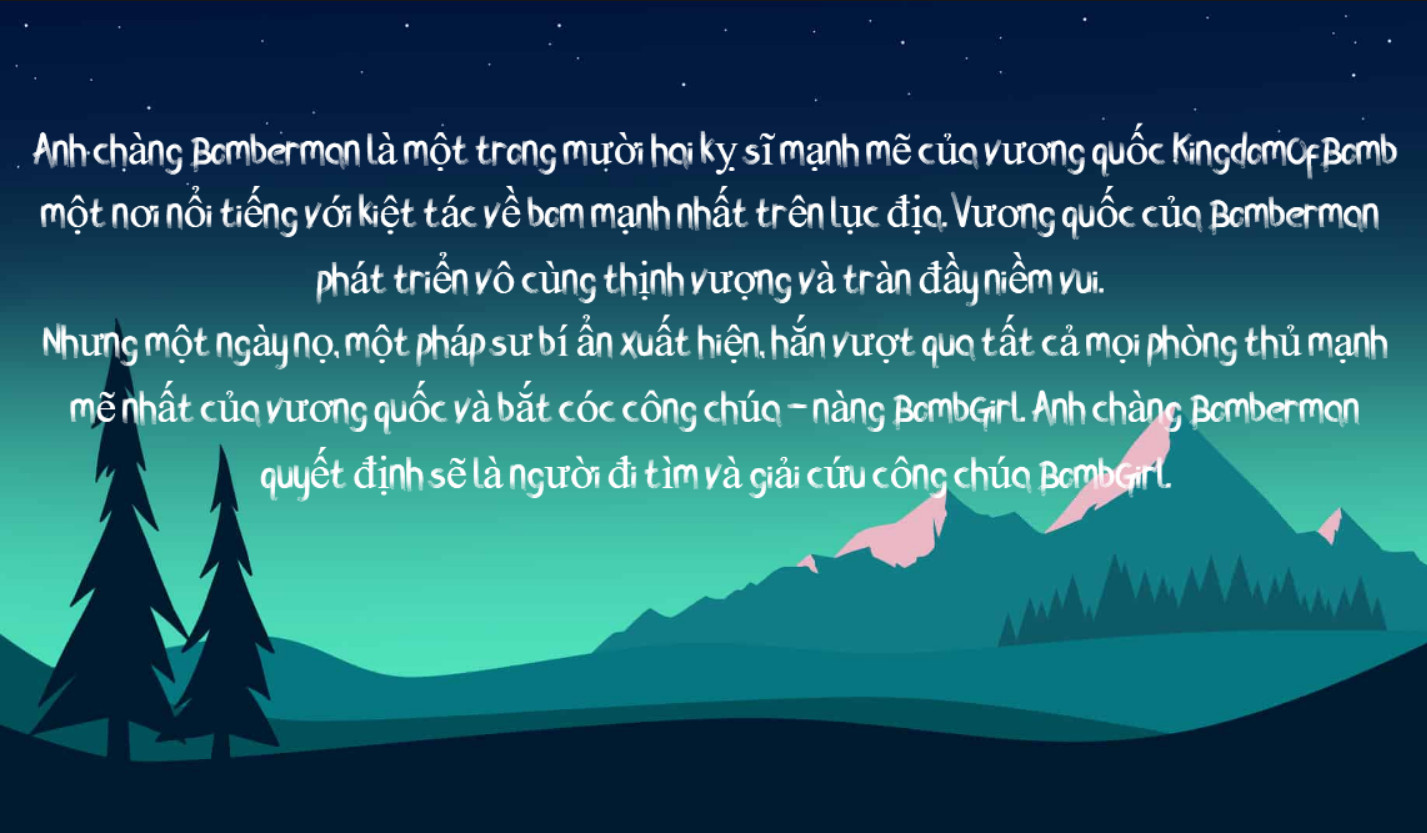 Anh chàng Bomberman là một trong mười hai kỵ sĩ mạnh mẽ của vương quốc KingdomOfBomb
một nơi nổi tiếng với kiệt tác về bom mạnh nhất trên lục địa. Vương quốc của Bomberman
phát triển vô cùng thịnh vượng và tràn đầy niềm vui.
Nhưng một ngày nọ, một pháp sư bí ẩn xuất hiện, hắn vượt qua tất cả mọi phòng thủ mạnh
mẽ nhất của vương quốc và bắt cóc công chúa - nàng BombGirl. Anh chàng Bomberman
quyết định sẽ là người đi tìm và giải cứu công chúa BombGirl.